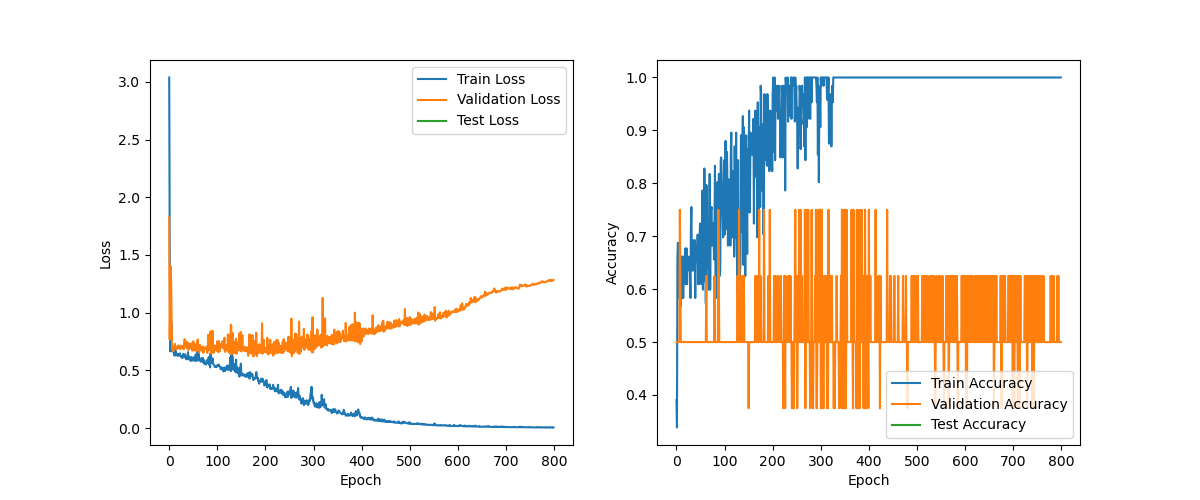 3.0
2.5
2.0
1.5
1.0
0.5
0.0
Loss
0 100 200 300 400 500 600 700 800
Epoch
Train Loss
Validation Loss
Test Loss
1.0
0.9
0.8
0.7
0.6
0.5
0.4
Accuracy
0 100 200 300 400 500 600 700 800
Epoch
Train Accuracy
Validation Accuracy
Test Accuracy